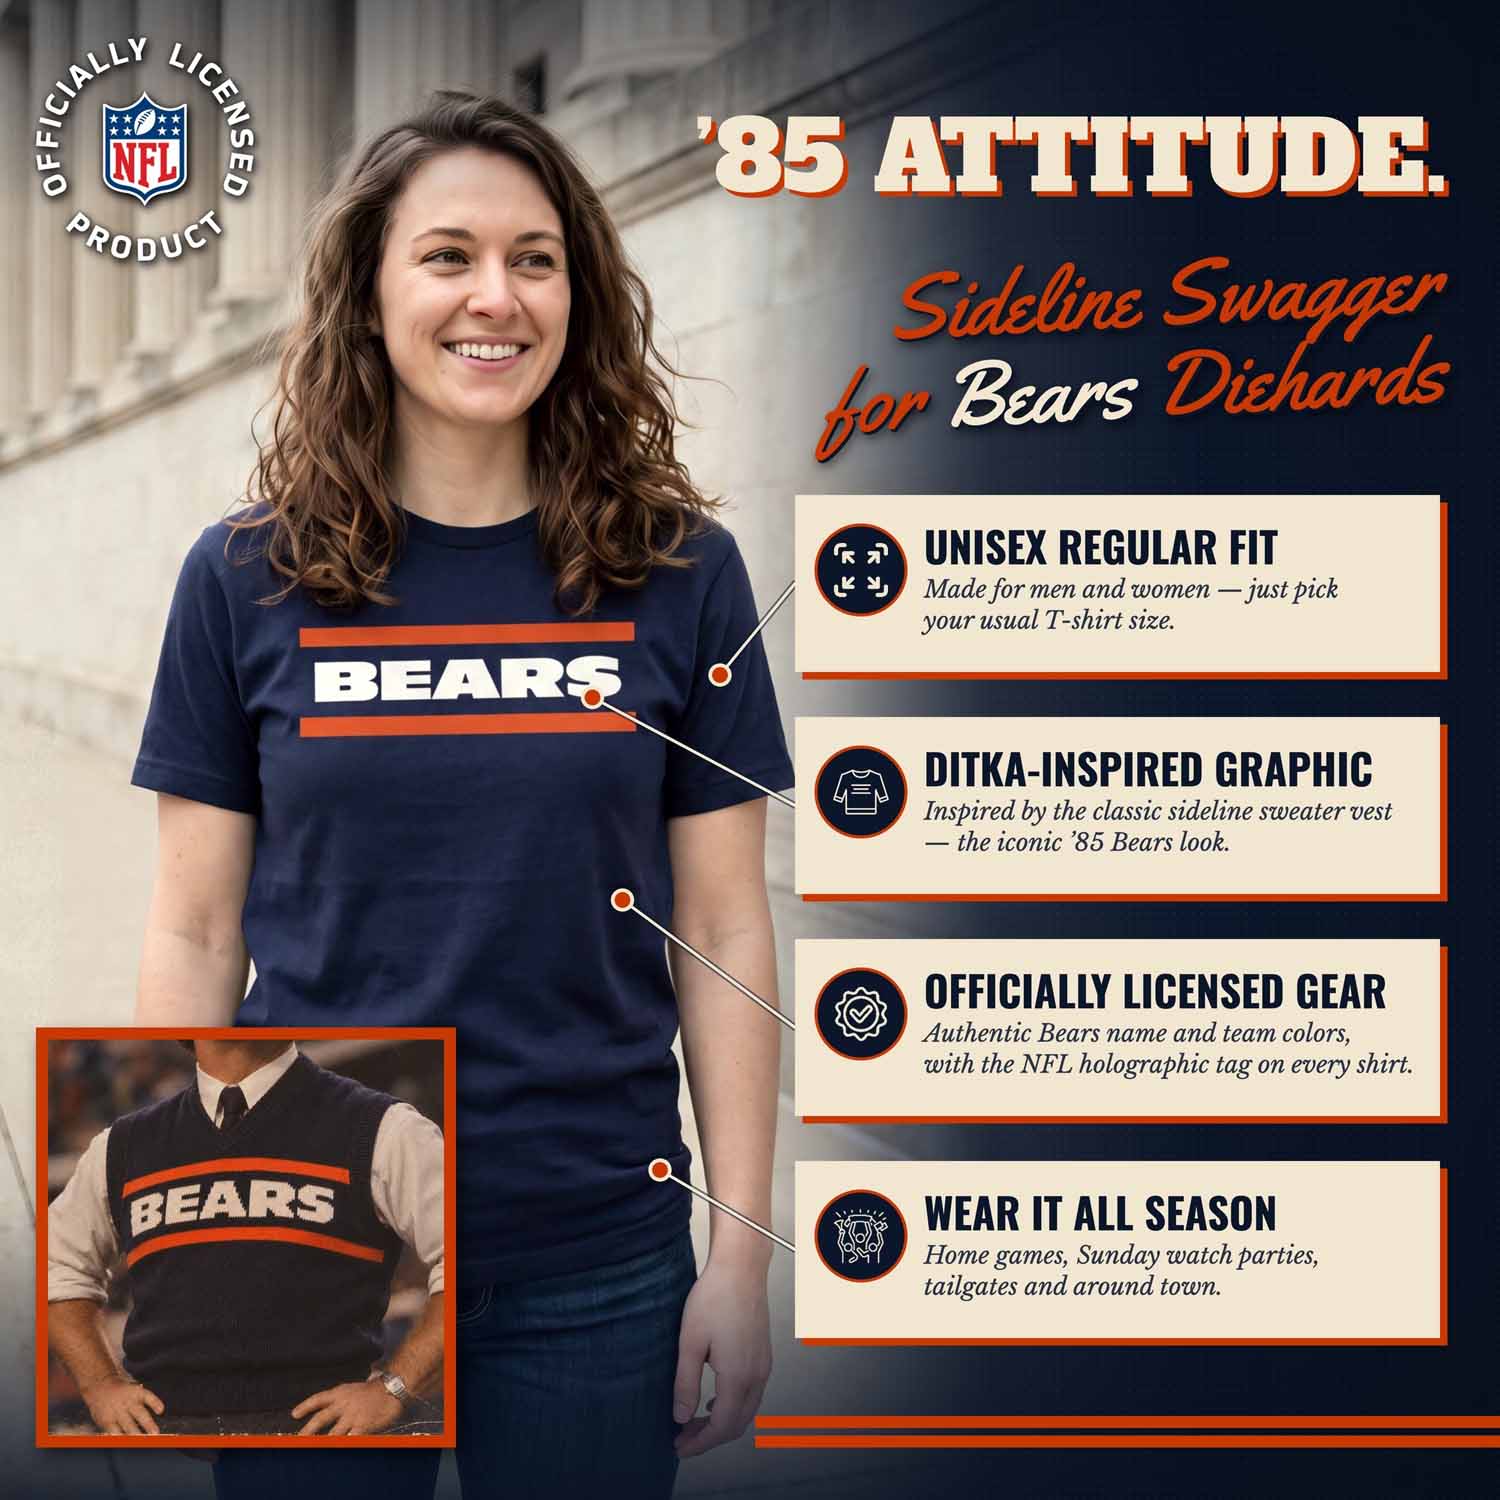 OFFICIALLY LICENSED
NFL
PRODUCT
’85 ATTITUDE.
Sideline Swagger
for Bears Diehards
BEARS
UNISEX REGULAR FIT
Made for men and women — just pick
your usual T-shirt size.
DITKA-INSPIRED GRAPHIC
Inspired by the classic sideline sweater vest
— the iconic ’85 Bears look.
OFFICIALLY LICENSED GEAR
Authentic Bears name and team colors,
with the NFL holographic tag on every shirt.
WEAR IT ALL SEASON
Home games, Sunday watch parties,
tailgates and around town.
BEARS